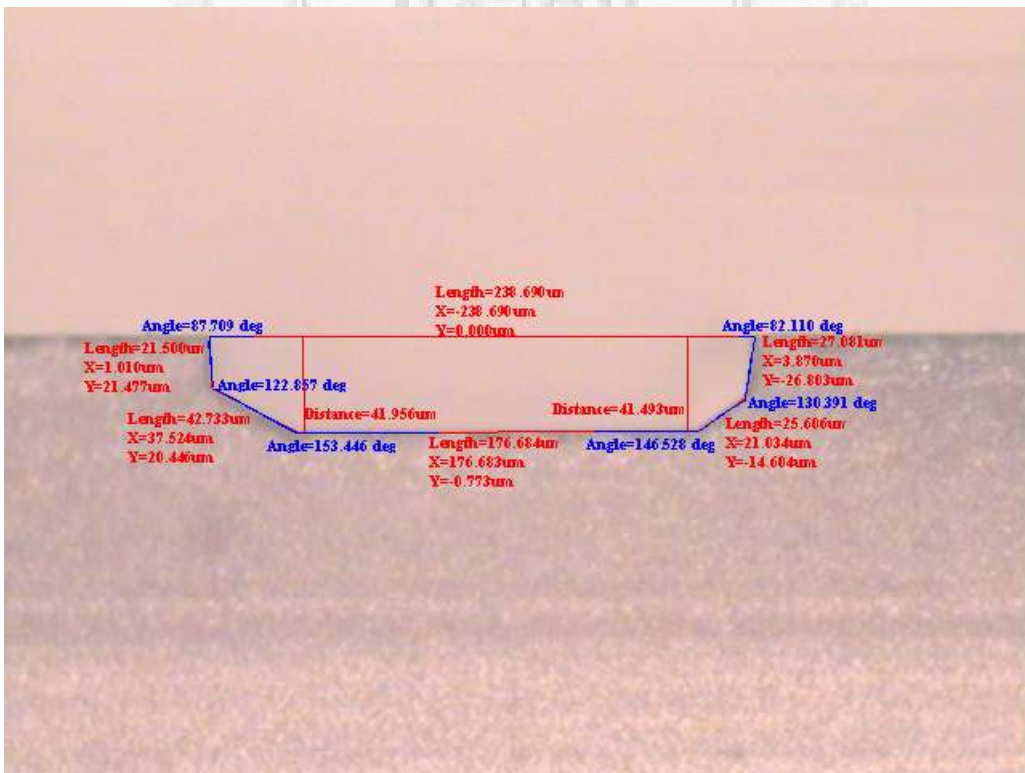 Length=238.690um
X=-238.690um
Y=0.000um
Angle=87.709 deg
Angle=82.110 deg
Length=21.500um
X=1.010um
Y=21.477um
Length=27.081um
X=3.870um
Y=-26.803um
Angle=122.857 deg
Angle=130.391 deg
Distance=41.956um
Distance=41.493um
Length=42.733um
X=37.524um
Y=20.446um
Length=25.606um
X=21.034um
Y=-14.604um
Angle=153.446 deg
Angle=146.528 deg
Length=176.684um
X=176.683um
Y=-0.773um